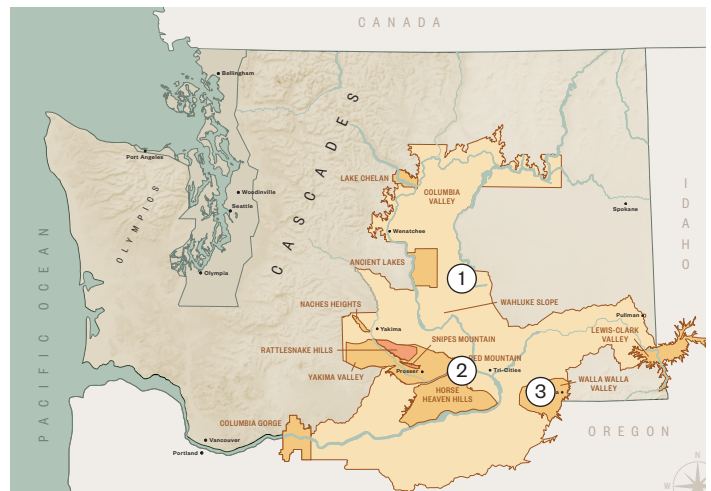 CANADA
Bellingham
CASCADES
Port Angeles
OLYMPICS
Woodinville
Seattle
Olympia
PACIFIC OCEAN
LAKE CHELAN
COLUMBIA
VALLEY
Wenatchee
Spokane
IDAHO
ANCIENT LAKES
1
NACHES HEIGHTS
WAHLUKE SLOPE
Yakima
Pullman
LEWIS-CLARK
VALLEY
RATTLESNAKE HILLS
SNIPES MOUNTAIN
RED MOUNTAIN
Prosser
2
Tri-Cities
YAKIMA VALLEY
HORSE
HEAVEN HILLS
3
WALLA WALLA
VALLEY
COLUMBIA GORGE
Vancouver
Portland
OREGON
N
W